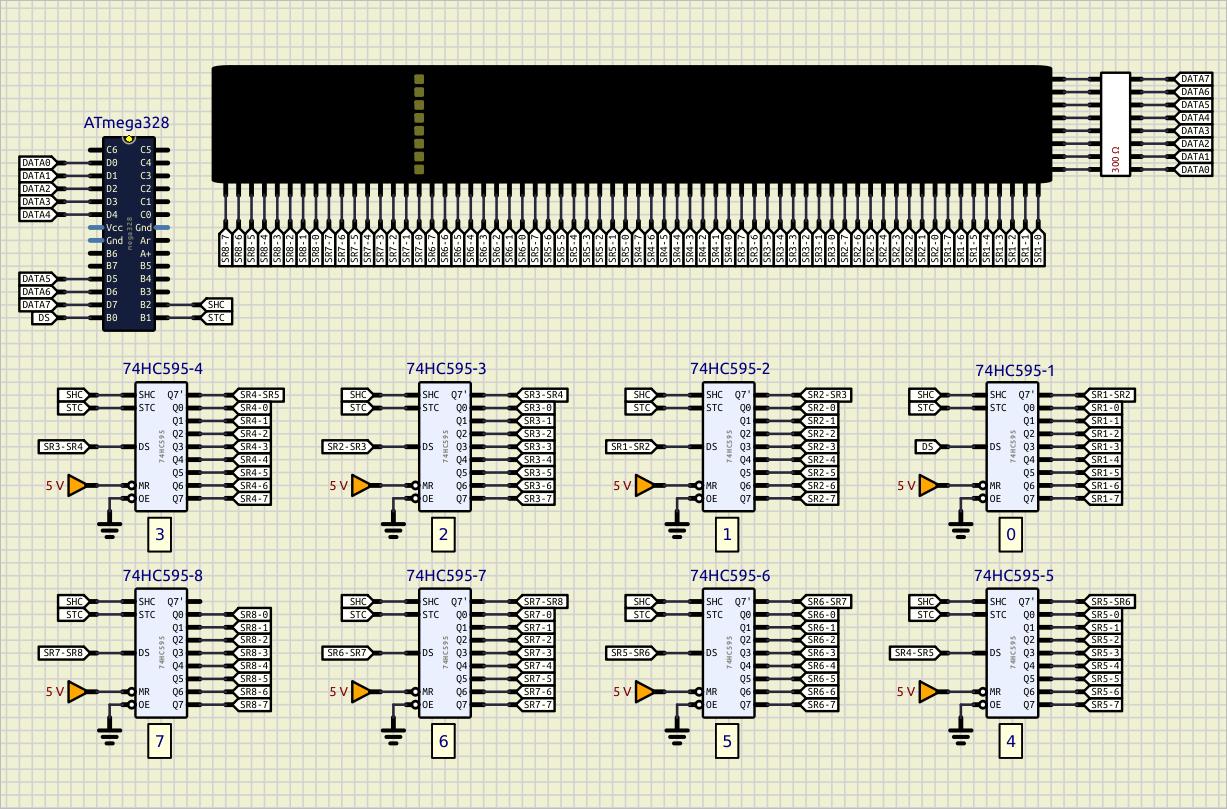 ATmega328
DATA0
DATA1
DATA2
DATA3
DATA4
DATA5
DATA6
DATA7
DS
C6
D0
D1
D2
D3
D4
Vcc
Gnd
B6
B7
D5
D6
D7
B0
mega328
C5
C4
C3
C2
C1
C0
Gnd
Ar
A+
B5
B4
B3
B2
B1
SHC
STC
SR8-7
SR8-6
SR8-5
SR8-4
SR8-3
SR8-2
SR8-1
SR8-0
SR7-7
SR7-6
SR7-5
SR7-4
SR7-3
SR7-2
SR7-1
SR7-0
SR6-7
SR6-6
SR6-5
SR6-4
SR6-3
SR6-2
SR6-1
SR6-0
SR5-7
SR5-6
SR5-5
SR5-4
SR5-3
SR5-2
SR5-1
SR5-0
SR4-7
SR4-6
SR4-5
SR4-4
SR4-3
SR4-2
SR4-1
SR4-0
SR3-7
SR3-6
SR3-5
SR3-4
SR3-3
SR3-2
SR3-1
SR3-0
SR2-7
SR2-6
SR2-5
SR2-4
SR2-3
SR2-2
SR2-1
SR2-0
SR1-7
SR1-6
SR1-5
SR1-4
SR1-3
SR1-2
SR1-1
SR1-0
300 Ω
DATA7
DATA6
DATA5
DATA4
DATA3
DATA2
DATA1
DATA0
74HC595-4
SHC SHC Q7' SR4-SR5
STC STC Q0 SR4-0
Q1 SR4-1
Q2 SR4-2
SR3-SR4 DS Q3 SR4-3
Q4 SR4-4
Q5 SR4-5
5 V MR Q6 SR4-6
OE Q7 SR4-7
74HC595
3
74HC595-3
SHC SHC Q7' SR3-SR4
STC STC Q0 SR3-0
Q1 SR3-1
Q2 SR3-2
SR2-SR3 DS Q3 SR3-3
Q4 SR3-4
Q5 SR3-5
5 V MR Q6 SR3-6
OE Q7 SR3-7
74HC595
2
74HC595-2
SHC SHC Q7' SR2-SR3
STC STC Q0 SR2-0
Q1 SR2-1
Q2 SR2-2
SR1-SR2 DS Q3 SR2-3
Q4 SR2-4
Q5 SR2-5
5 V MR Q6 SR2-6
OE Q7 SR2-7
74HC595
1
74HC595-1
SHC SHC Q7' SR1-SR2
STC STC Q0 SR1-0
Q1 SR1-1
Q2 SR1-2
DS DS Q3 SR1-3
Q4 SR1-4
Q5 SR1-5
5 V MR Q6 SR1-6
OE Q7 SR1-7
74HC595
0
74HC595-8
SHC SHC Q7'
STC STC Q0 SR8-0
Q1 SR8-1
Q2 SR8-2
SR7-SR8 DS Q3 SR8-3
Q4 SR8-4
Q5 SR8-5
5 V MR Q6 SR8-6
OE Q7 SR8-7
74HC595
7
74HC595-7
SHC SHC Q7' SR7-SR8
STC STC Q0 SR7-0
Q1 SR7-1
Q2 SR7-2
SR6-SR7 DS Q3 SR7-3
Q4 SR7-4
Q5 SR7-5
5 V MR Q6 SR7-6
OE Q7 SR7-7
74HC595
6
74HC595-6
SHC SHC Q7' SR6-SR7
STC STC Q0 SR6-0
Q1 SR6-1
Q2 SR6-2
SR5-SR6 DS Q3 SR6-3
Q4 SR6-4
Q5 SR6-5
5 V MR Q6 SR6-6
OE Q7 SR6-7
74HC595
5
74HC595-5
SHC SHC Q7' SR5-SR6
STC STC Q0 SR5-0
Q1 SR5-1
Q2 SR5-2
SR4-SR5 DS Q3 SR5-3
Q4 SR5-4
Q5 SR5-5
5 V MR Q6 SR5-6
OE Q7 SR5-7
74HC595
4